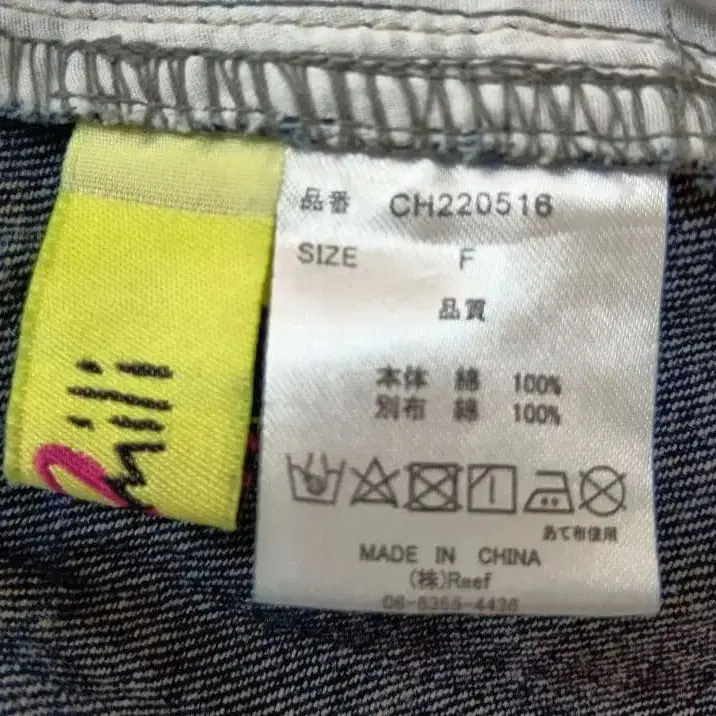 品番 CH220516
SIZE F
品質
本体 綿 100%
別布 綿 100%
あて布使用
MADE IN CHINA
(株)Reef
06-6355-4436